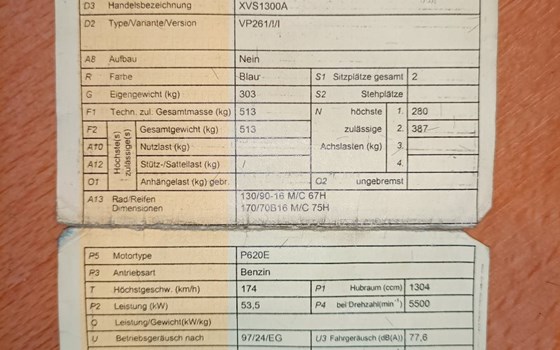 D3 Handelsbezeichnung XVS1300A
D2 Type/Variante/Version VP261/I/I
A8 Aufbau Nein
R Farbe Blau S1 Sitzplätze gesamt 2
G Eigengewicht (kg) 303 S2 Stehplätze
F1 Techn. zul. Gesamtmasse (kg) 513 N höchste 1. 280
F2 Höchste(s) zulässige(s) Gesamtgewicht (kg) 513 zulässige 2. 387
A10 Nutzlast (kg) Achslasten (kg) 3.
A12 Stütz-/Sattellast (kg) / 4.
O1 Anhängelast (kg) gebr. O2 ungebremst
A13 Rad/Reifen 130/90-16 M/C 67H
Dimensionen 170/70B16 M/C 75H
P5 Motortype P620E
P3 Antriebsart Benzin
T Höchstgeschw. (km/h) 174 P1 Hubraum (ccm) 1304
P2 Leistung (kW) 53,5 P4 bei Drehzahl(min⁻¹) 5500
Q Leistung/Gewicht(kW/kg)
U Betriebsgeräusch nach 97/24/EG U3 Fahrgeräusch (dB(A)) 77,6